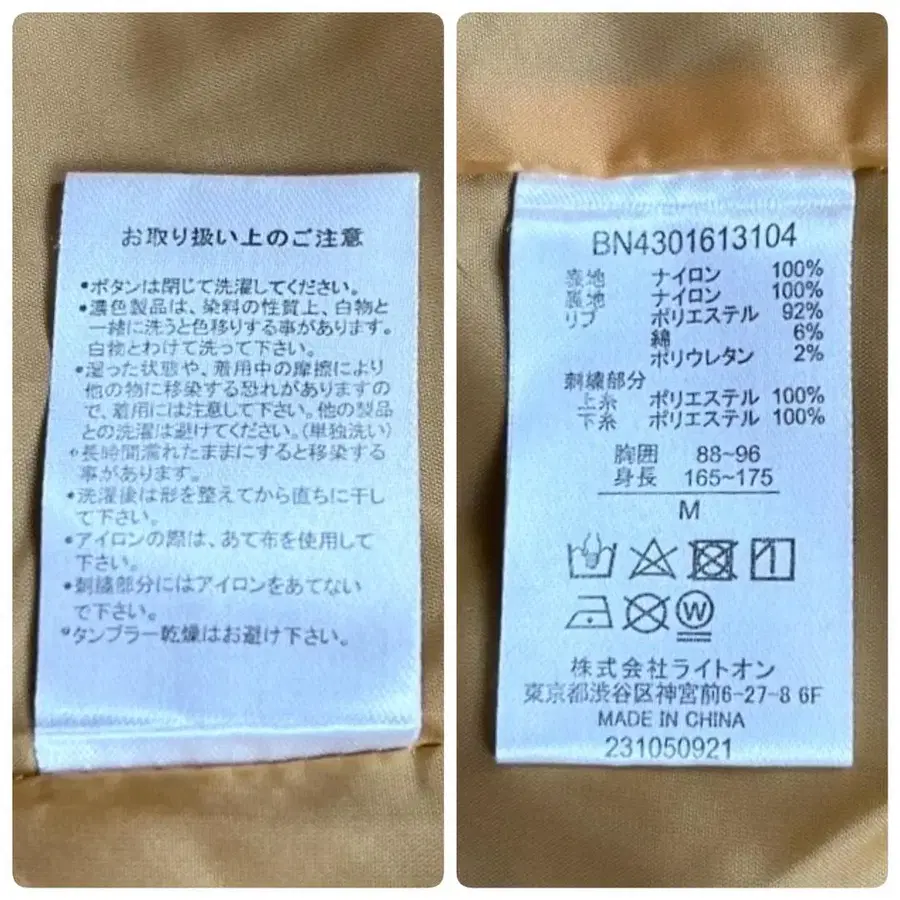 お取り扱い上のご注意
•ボタンは閉じて洗濯してください。
•濃色製品は、染料の性質上、白物と
一緒に洗うと色移りする事があります。
白物とわけて洗って下さい。
•湿った状態や、着用中の摩擦により
他の物に移染する恐れがありますの
で、着用には注意して下さい。他の製品
との洗濯は避けてください。(単独洗い)
•長時間濡れたままにすると移染する
事があります。
•洗濯後は形を整えてから直ちに干し
て下さい。
•アイロンの際は、あて布を使用して
下さい。
•刺繍部分にはアイロンをあてない
で下さい。
•タンブラー乾燥はお避け下さい。
BN4301613104
表地 ナイロン 100%
裏地 ナイロン 100%
リブ ポリエステル 92%
綿 6%
ポリウレタン 2%
刺繍部分
上糸 ポリエステル 100%
下糸 ポリエステル 100%
胸囲 88~96
身長 165~175
M
W
株式会社ライトオン
東京都渋谷区神宮前6-27-8 6F
MADE IN CHINA
231050921